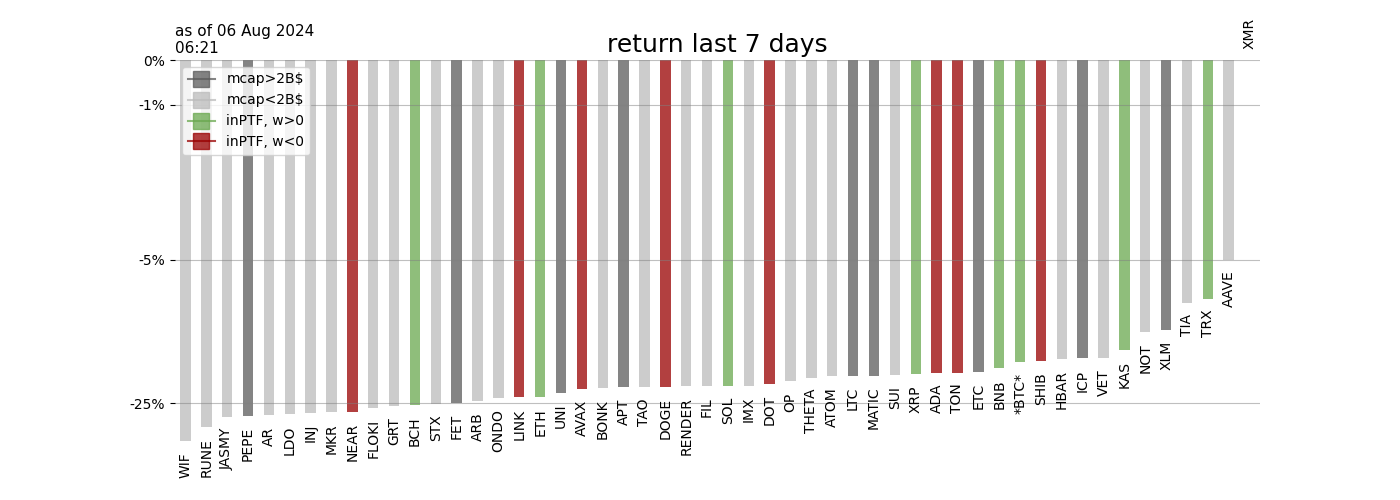 as of 06 Aug 2024
06:21
return last 7 days
XMR
0%
-1%
-5%
-25%
mcap>2B$
mcap<2B$
inPTF, w>0
inPTF, w<0
WIF
RUNE
JASMY
PEPE
AR
LDO
INJ
MKR
NEAR
FLOKI
GRT
BCH
STX
FET
ARB
ONDO
LINK
ETH
UNI
AVAX
BONK
APT
TAO
DOGE
RENDER
FIL
SOL
IMX
DOT
OP
THETA
ATOM
LTC
MATIC
SUI
XRP
ADA
TON
ETC
BNB
*BTC*
SHIB
HBAR
ICP
VET
KAS
NOT
XLM
TIA
TRX
AAVE